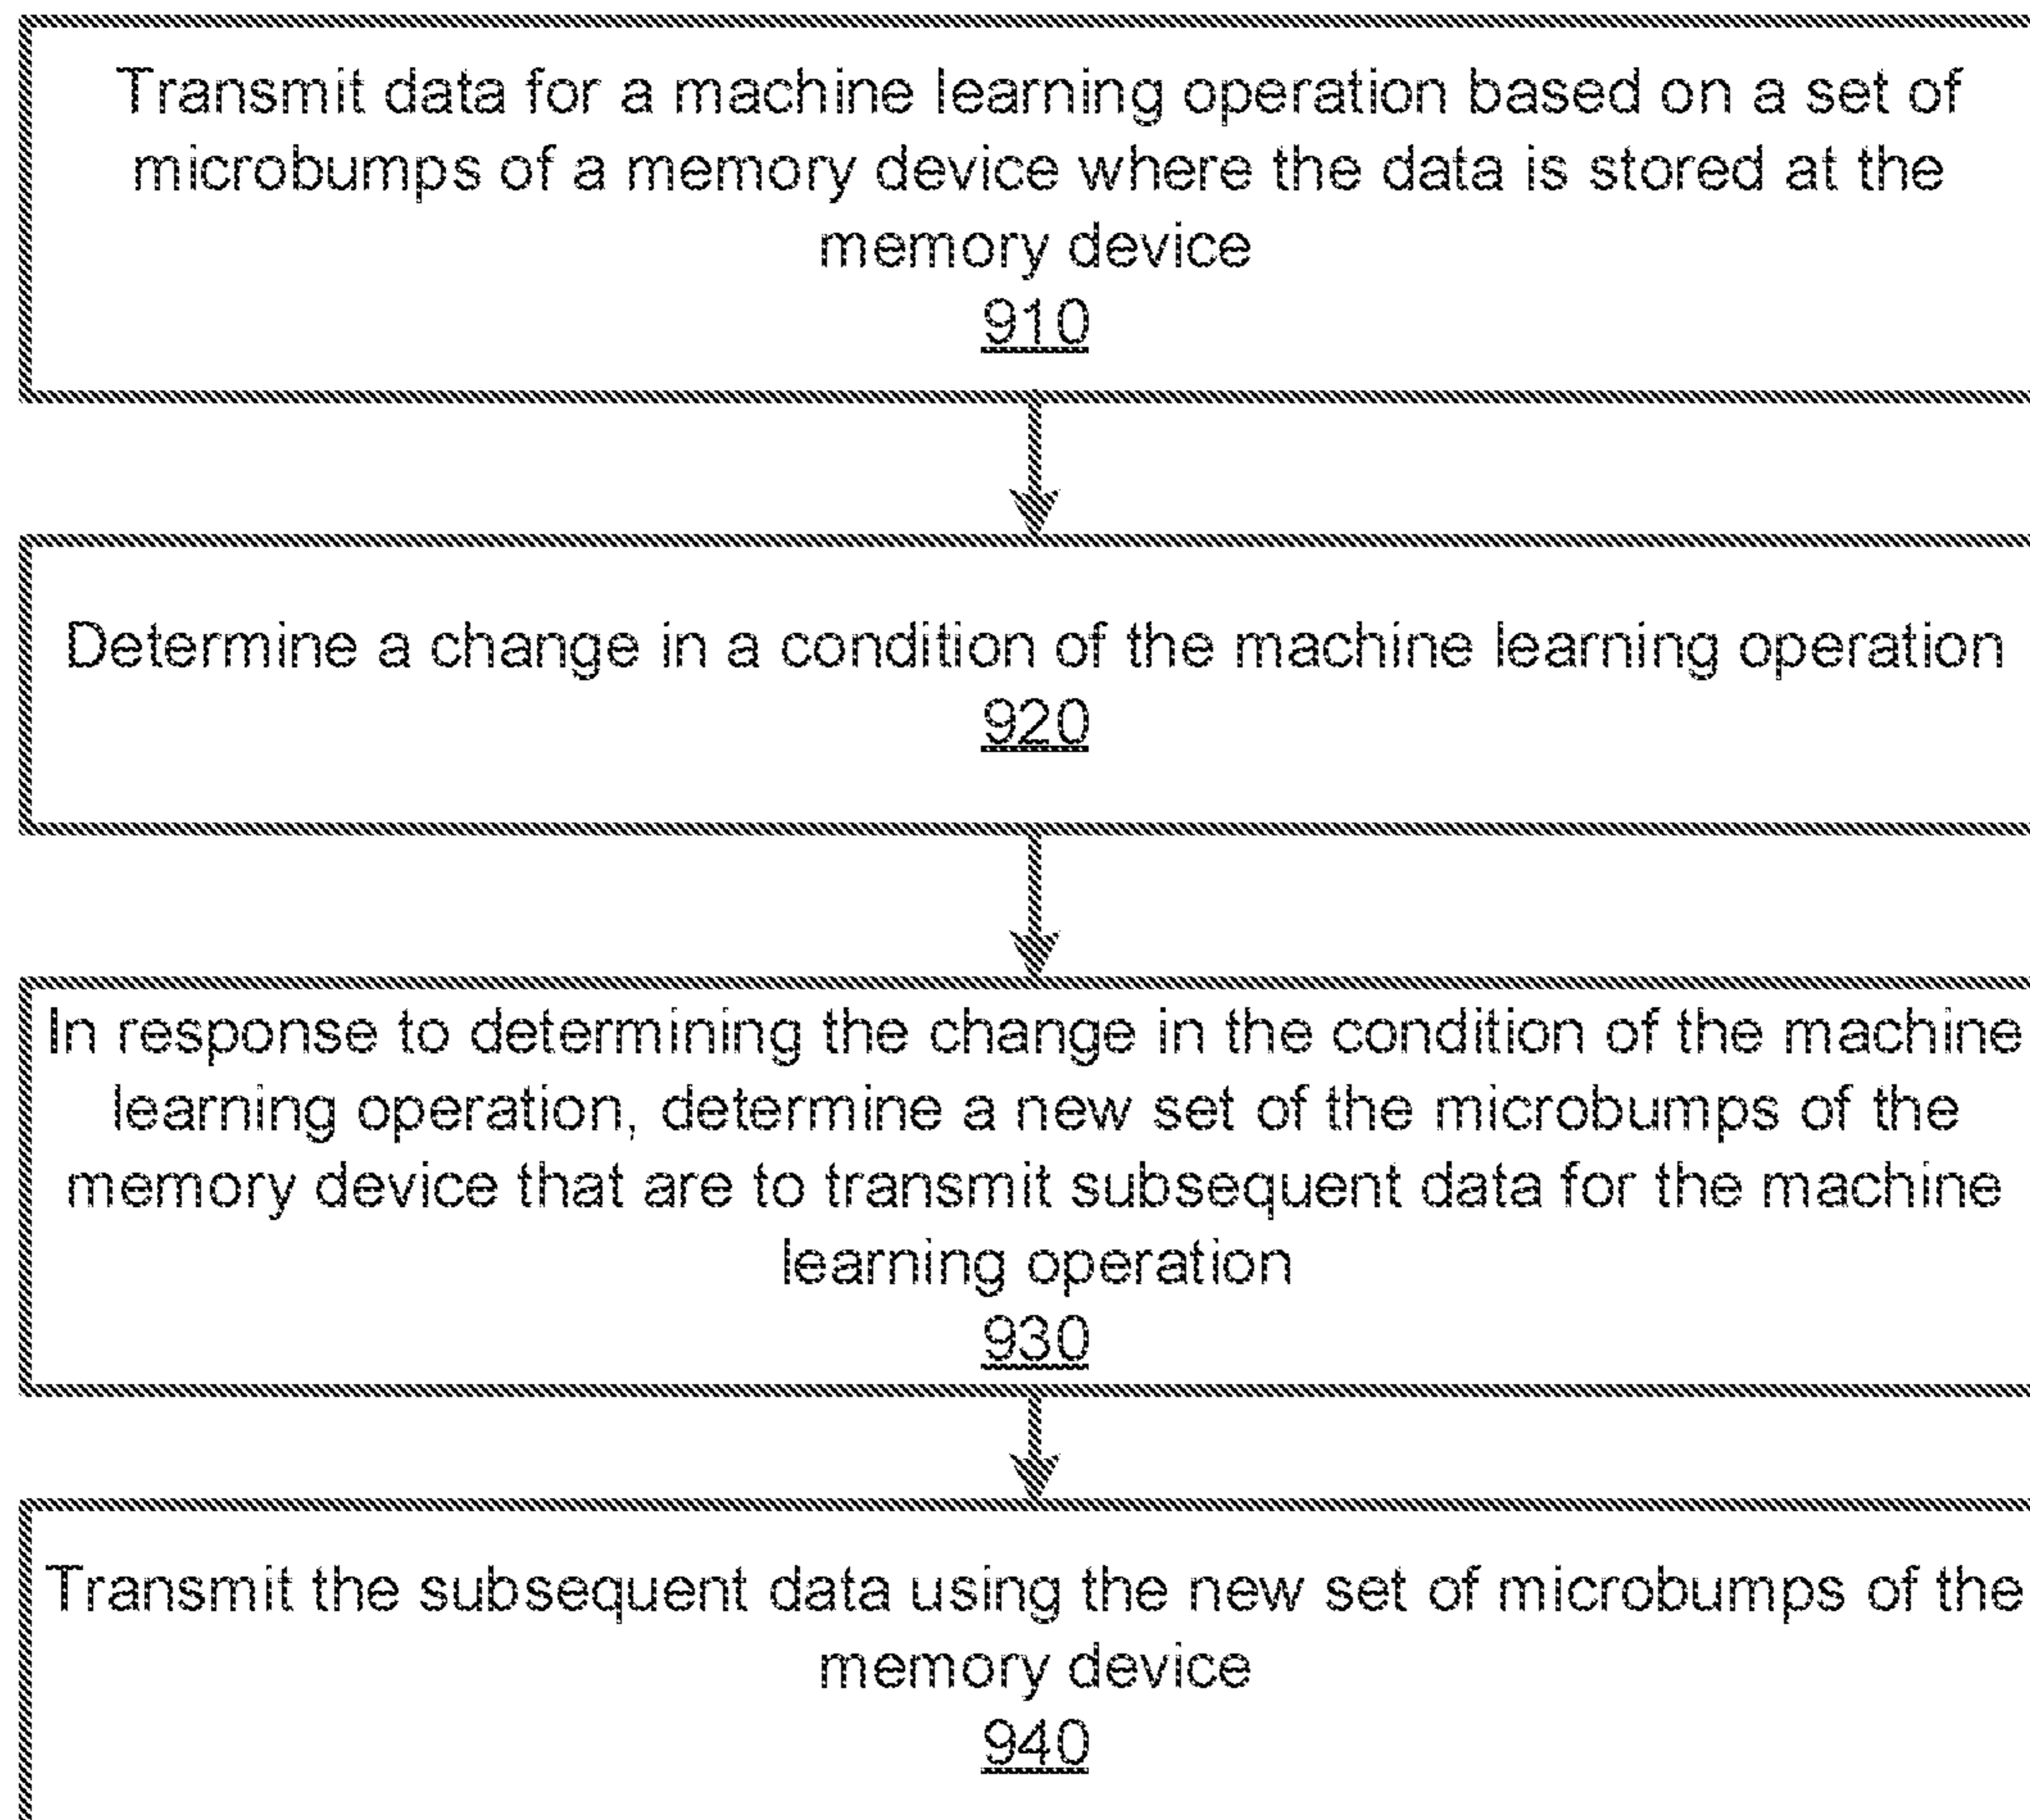 Transmit data for a machine learning operation based on a set of
microbumps of a memory device where the data is stored at the
memory device
910
Determine a change in a condition of the machine learning operation
920
In response to determining the change in the condition of the machine
learning operation, determine a new set of the microbumps of the
memory device that are to transmit subsequent data for the machine
learning operation
930
Transmit the subsequent data using the new set of microbumps of the
memory device
940